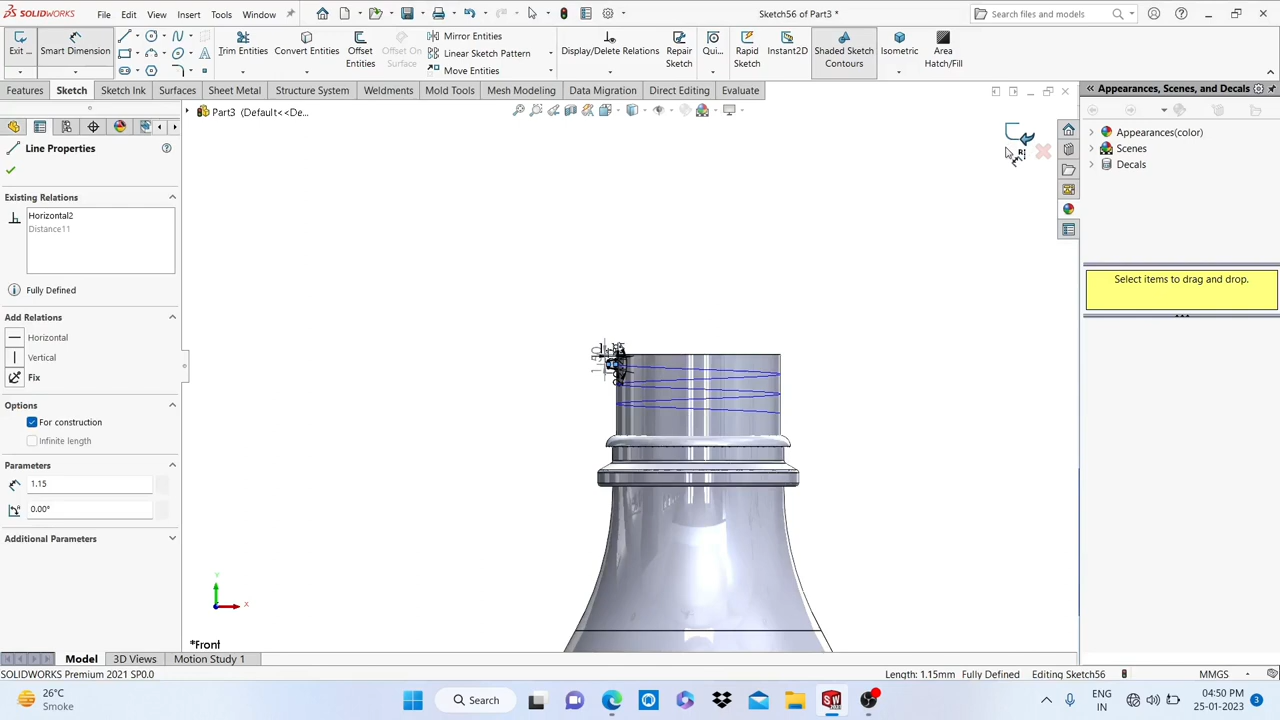 SOLIDWORKS
File
Edit
View
Insert
Tools
Window
Sketch56 of Part3 *
Search files and models
Exit ...
Smart Dimension
Trim Entities
Convert Entities
Offset Entities
Offset On Surface
Mirror Entities
Linear Sketch Pattern
Move Entities
Display/Delete Relations
Repair Sketch
Qui...
Rapid Sketch
Instant2D
Shaded Sketch Contours
Isometric
Area Hatch/Fill
Features
Sketch
Sketch Ink
Surfaces
Sheet Metal
Structure System
Weldments
Mold Tools
Mesh Modeling
Data Migration
Direct Editing
Evaluate
Part3 (Default<<De...
Appearances, Scenes, and Decals
Appearances(color)
Scenes
Decals
Select items to drag and drop.
Line Properties
Existing Relations
Horizontal2
Distance11
Fully Defined
Add Relations
Horizontal
Vertical
Fix
Options
For construction
Infinite length
Parameters
1.15
0.00°
Additional Parameters
Y
X
*Front
Model
3D Views
Motion Study 1
SOLIDWORKS Premium 2021 SP0.0
Length: 1.15mm
Fully Defined
Editing Sketch56
MMGS
26°C
Smoke
Search
ENG
IN
04:50 PM
25-01-2023
3